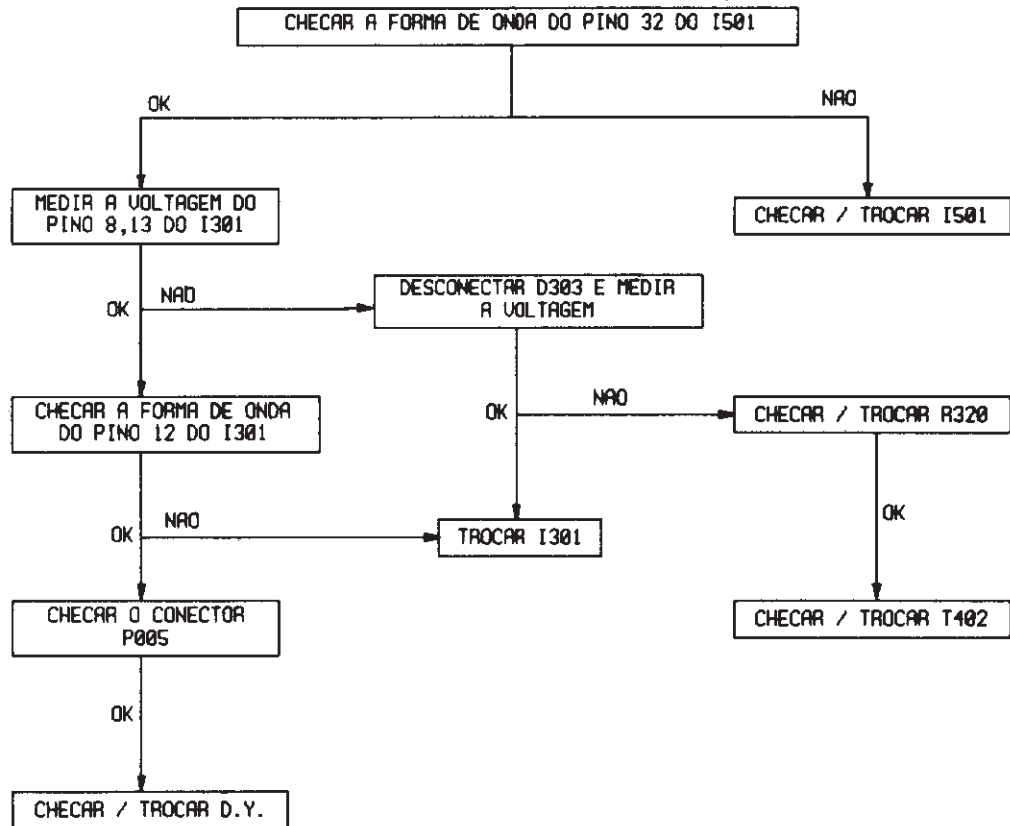 CHECAR A FORMA DE ONDA DO PINO 32 DO I501
OK
NAO
MEDIR A VOLTAGEM DO
PINO 8,13 DO I301
CHECAR / TROCAR I501
OK
NAO
DESCONECTAR D303 E MEDIR
A VOLTAGEM
CHECAR A FORMA DE ONDA
DO PINO 12 DO I301
OK
NAO
CHECAR / TROCAR R320
OK
NAO
TROCAR I301
OK
CHECAR O CONECTOR
P005
CHECAR / TROCAR T402
OK
CHECAR / TROCAR D.Y.